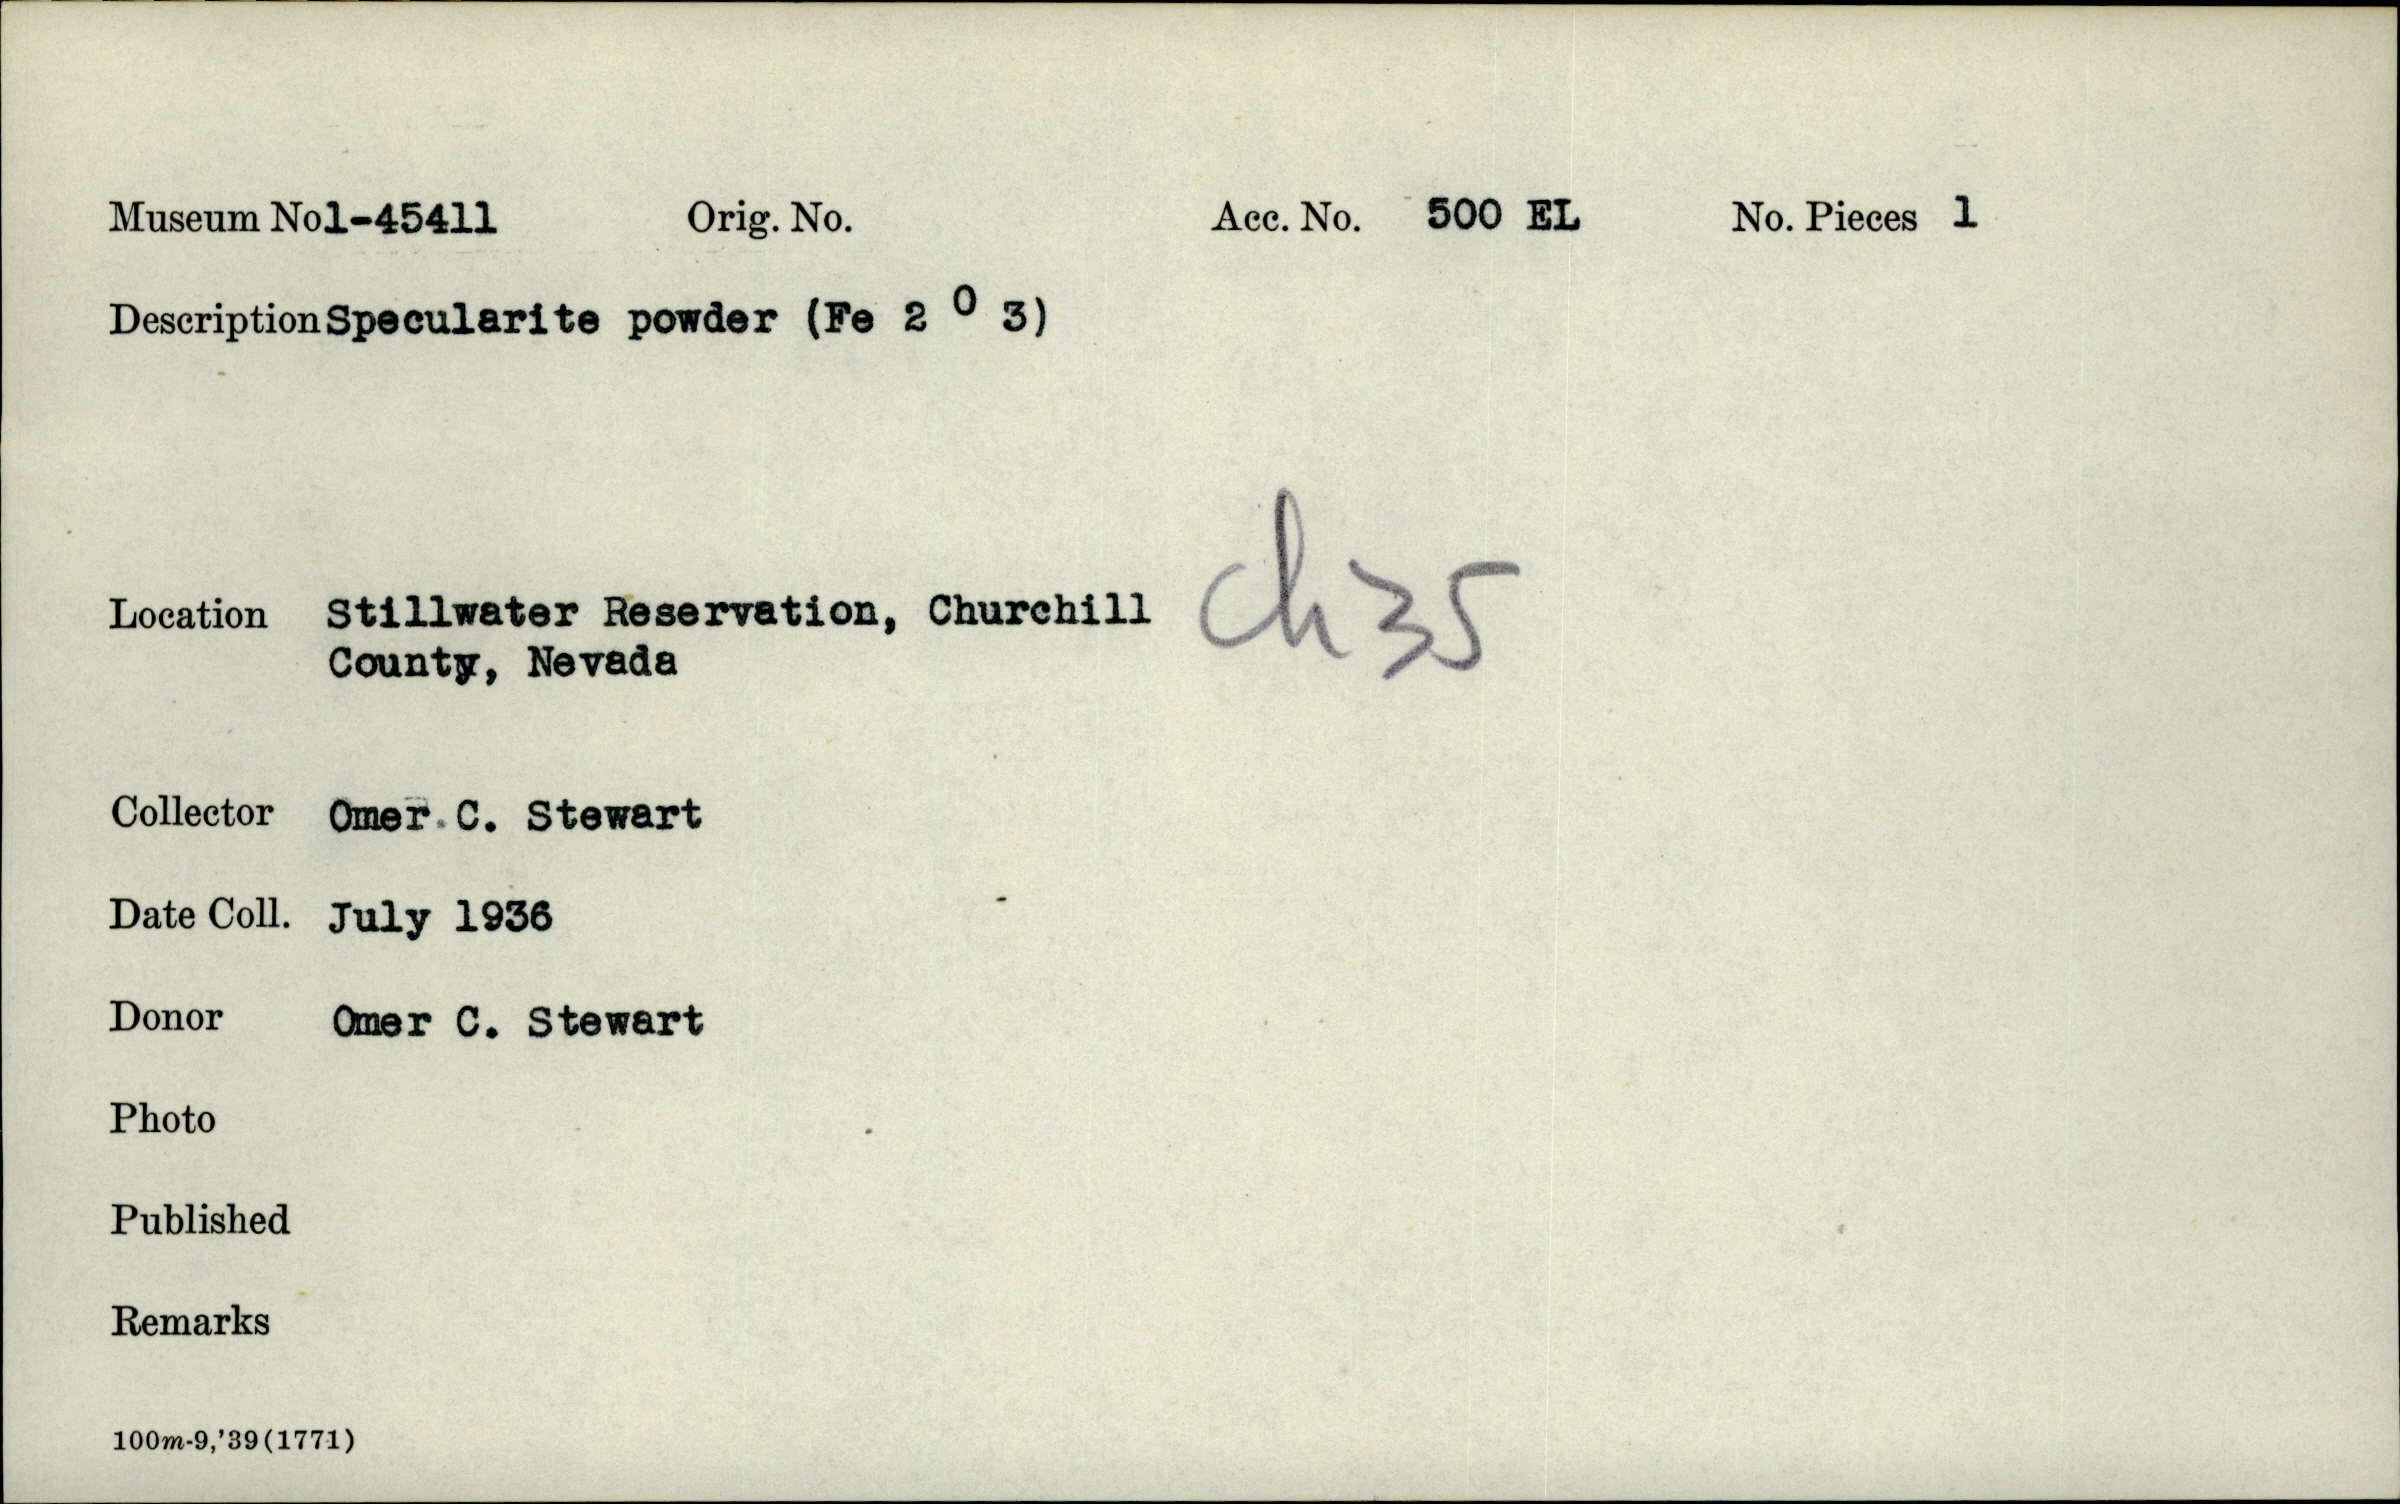 Museum No1-45411 Orig. No. Acc. No. 500 EL No. Pieces 1
Description Specularite powder (Fe 2 O 3)
Location Stillwater Reservation, Churchill Ch35
County, Nevada
Collector Omer. C. Stewart
Date Coll. July 1936
Donor Omer C. Stewart
Photo
Published
Remarks
100m-9,'39(1771)